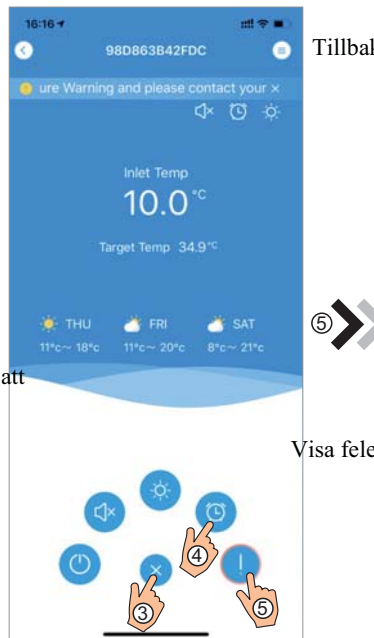 16:16
98D863B42FDC
Tillbak
ure Warning and please contact your ×
Inlet Temp
10.0 °C
Target Temp 34.9°C
THU FRI SAT
11°c~ 18°c 11°c~ 20°c 8°c~ 21°c
⑤
att
Visa fele
④
③
⑤